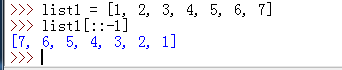 >>> list1 = [1, 2, 3, 4, 5, 6, 7]
>>> list1[::-1]
[7, 6, 5, 4, 3, 2, 1]
>>>